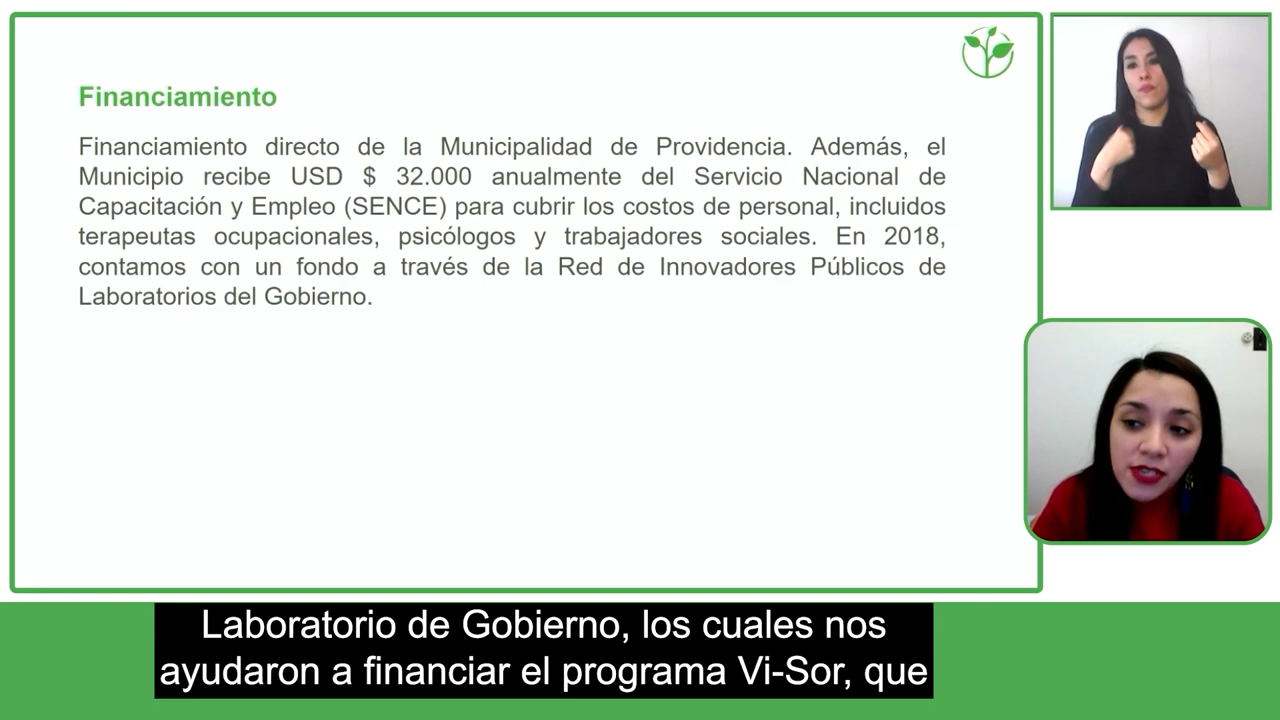 Financiamiento
Financiamiento directo de la Municipalidad de Providencia. Además, el
Municipio recibe USD $ 32.000 anualmente del Servicio Nacional de
Capacitación y Empleo (SENCE) para cubrir los costos de personal, incluidos
terapeutas ocupacionales, psicólogos y trabajadores sociales. En 2018,
contamos con un fondo a través de la Red de Innovadores Públicos de
Laboratorios del Gobierno.
Laboratorio de Gobierno, los cuales nos
ayudaron a financiar el programa Vi-Sor, que